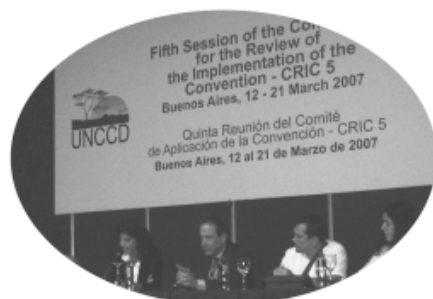 Fifth Session of the Com
for the Review of
the Implementation of the
Convention - CRIC 5
Buenos Aires, 12 - 21 March 2007
UNCCD
Quinta Reunión del Comité
de Aplicación de la Convención - CRIC 5
Buenos Aires, 12 al 21 de Marzo de 2007